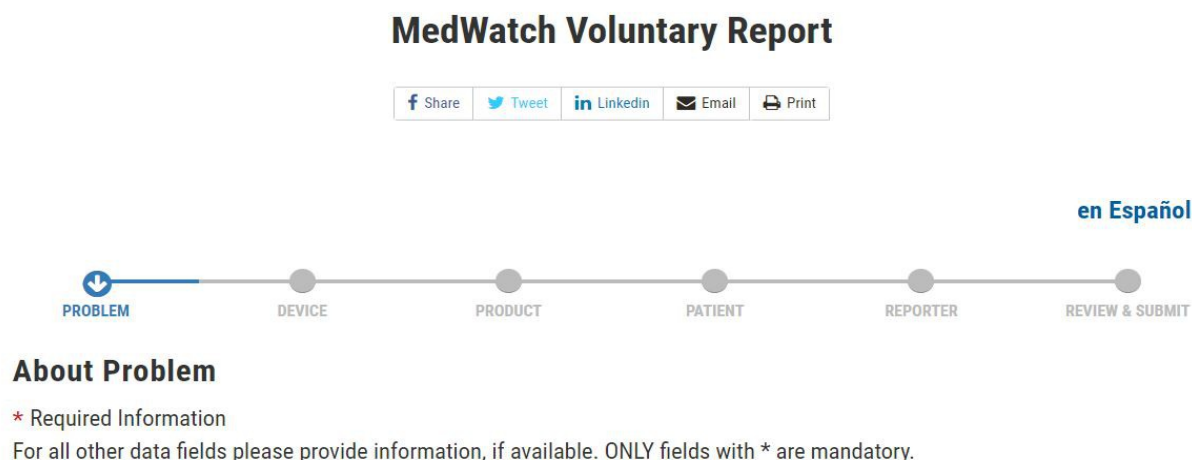 MedWatch Voluntary Report
Share Tweet Linkedin Email Print
en Español
PROBLEM DEVICE PRODUCT PATIENT REPORTER REVIEW & SUBMIT
About Problem
* Required Information
For all other data fields please provide information, if available. ONLY fields with * are mandatory.